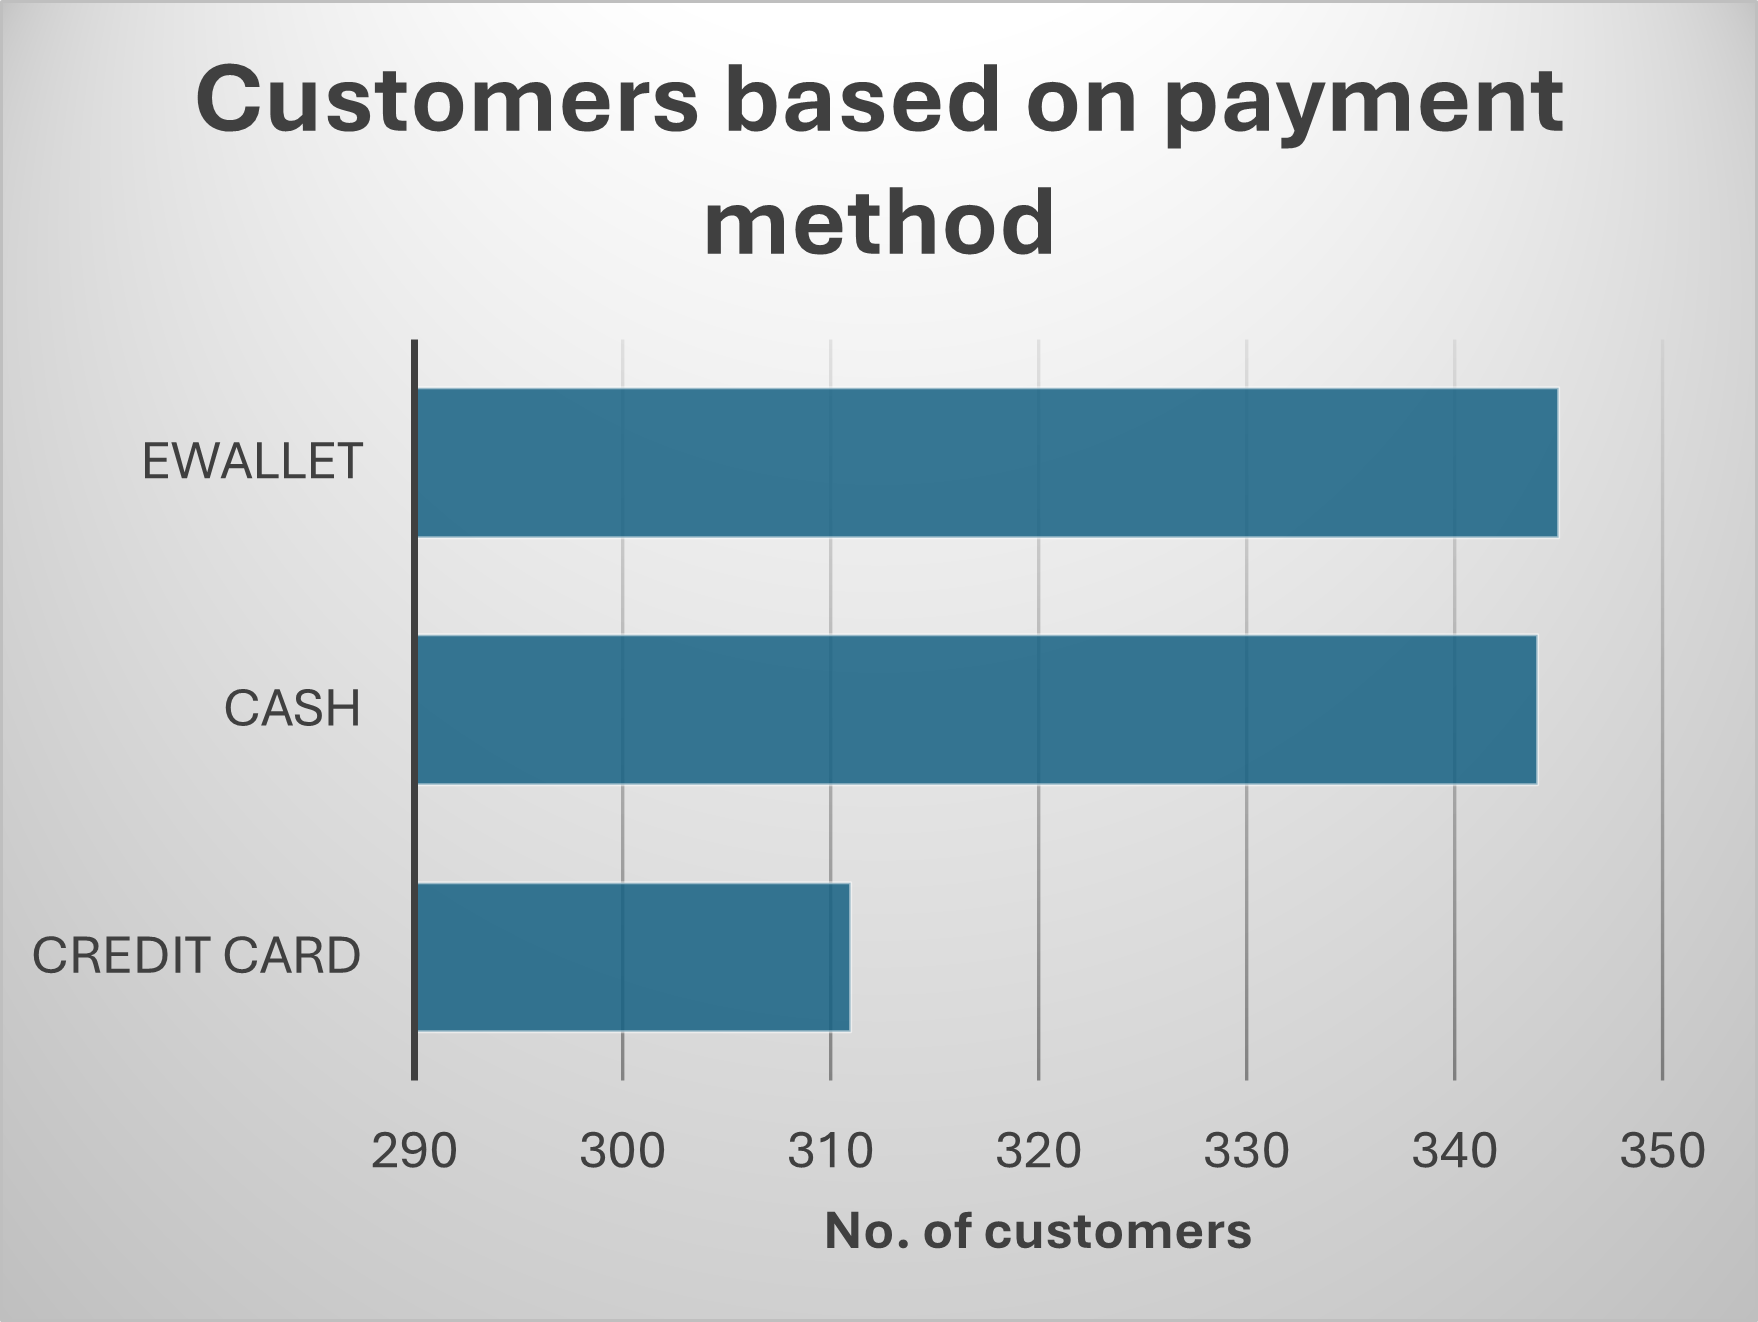 Customers based on payment
method
EWALLET
CASH
CREDIT CARD
290 300 310 320 330 340 350
No. of customers